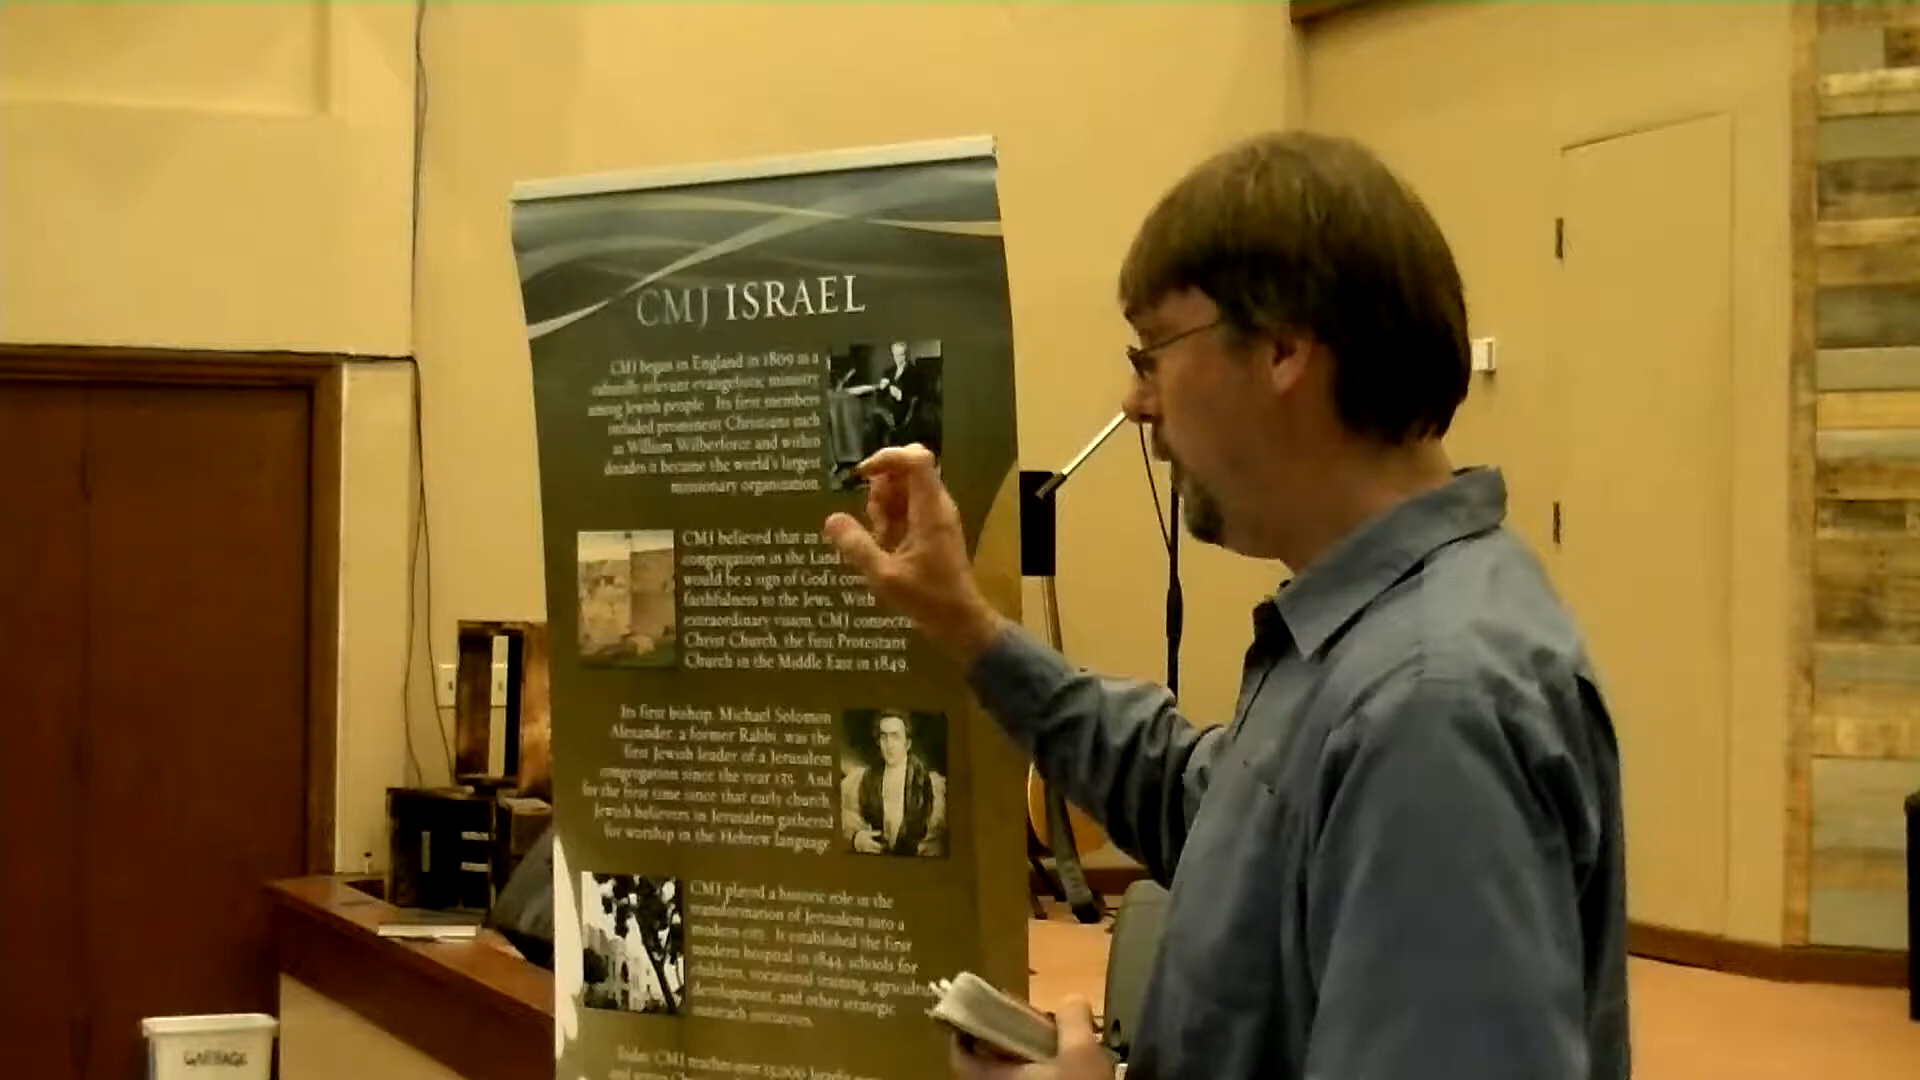 CMJ ISRAEL
CMJ began in England in 1809 as a
culturally relevant evangelistic ministry
among Jewish people. Its first members
included prominent Christians such
as William Wilberforce and within
decades it became the world's largest
missionary organization.
CMJ believed that an
congregation in the Land
would be a sign of God's
faithfulness to the Jews. With
extraordinary vision, CMJ
Christ Church, the first Protestant
Church in the Middle East in 1849.
Its first bishop, Michael Solomon
Alexander, a former Rabbi, was the
first Jewish leader of a Jerusalem
congregation since the year 135. And
for the first time since that early church,
Jewish believers in Jerusalem gathered
for worship in the Hebrew language
CMJ played a historic role in the
transformation of Jerusalem into a
modern city. It established the first
modern hospital in 1844, schools for
children, vocational training,
development, and other strategic
outreach initiatives.
Today CMJ reaches over 15,000
GARBAGE